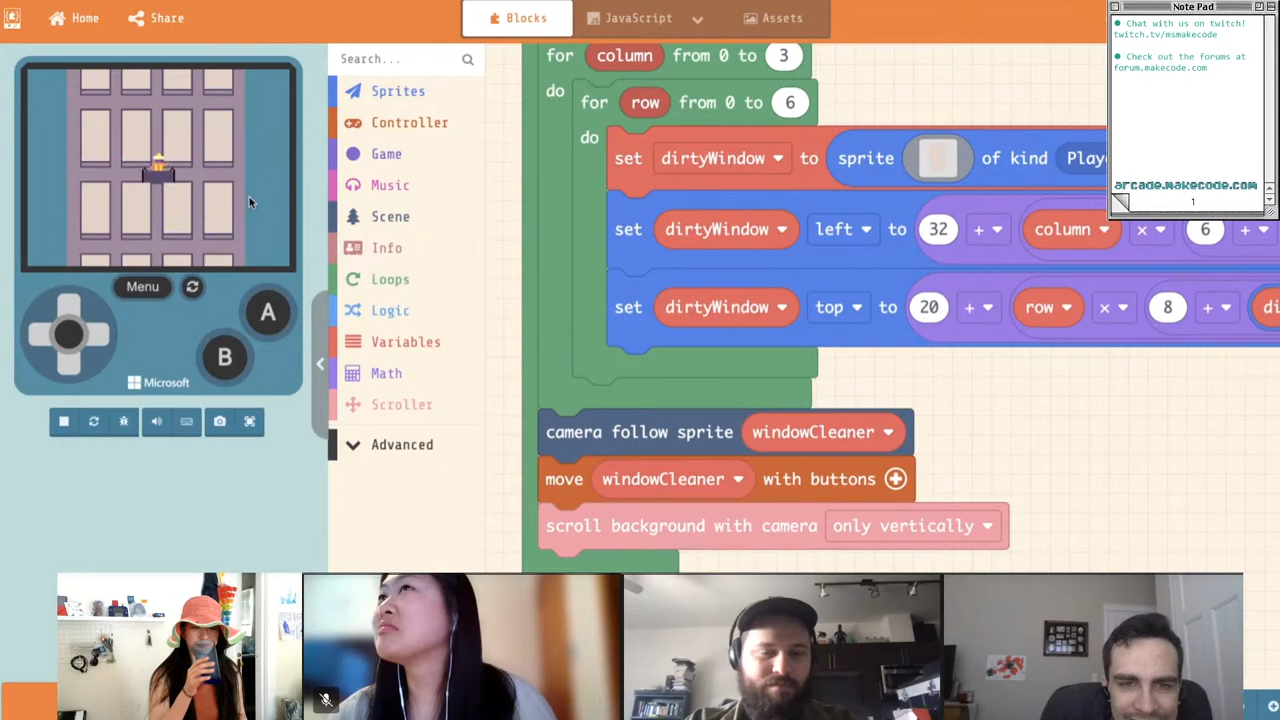 Home
Share
Blocks
JavaScript
Assets
Note Pad
Chat with us on twitch!
twitch.tv/msmakecode
Check out the forums at
forum.makecode.com
arcade.makecode.com
1
Menu
A
B
Microsoft
Search...
Sprites
Controller
Game
Music
Scene
Info
Loops
Logic
Variables
Math
Scroller
Advanced
for column from 0 to 3
do
for row from 0 to 6
do
set dirtyWindow to sprite of kind Playe
set dirtyWindow left to 32 + column × 6 +
set dirtyWindow top to 20 + row × 8 + di
camera follow sprite windowCleaner
move windowCleaner with buttons
scroll background with camera only vertically